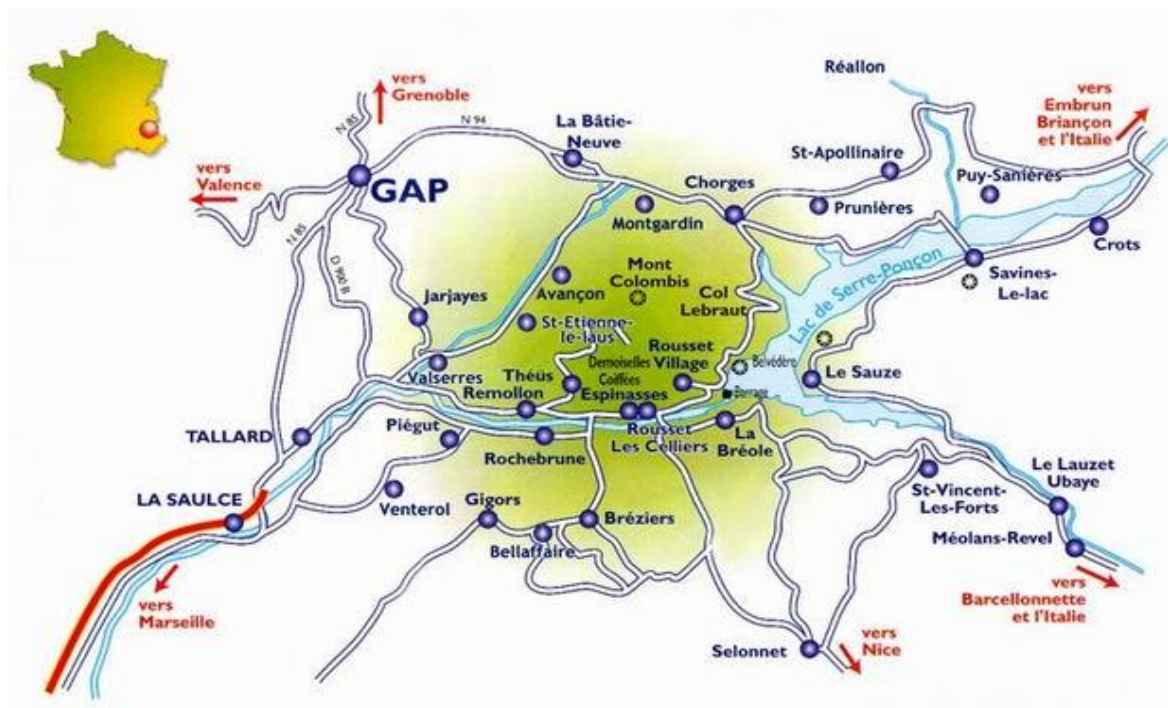 vers
Grenoble
N 85
N 94
La Bâtie-
Neuve
Réallon
vers
Embrun
Briançon
et l'Italie
vers
Valence
GAP
St-Apollinaire
Puy-Sanières
Chorges
Montgardin
Prunières
Crots
N 85
D 900 B
Mont
Colombis
Avançon
Col
Lebraut
Lac de Serre-Ponçon
Savines-
Le-lac
Jarjayes
St-Etienne-
le-laus
Rousset
Village
Demoiselles
Coiffées
Belvédère
Barrage
Le Sauze
Valserres
Théüs
Remollon
Espinasses
TALLARD
Piégut
Rochebrune
Rousset
Les Celliers
La
Bréole
Le Lauzet
Ubaye
LA SAULCE
Venterol
Gigors
Bréziers
St-Vincent-
Les-Forts
Bellaffaire
Méolans-Revel
vers
Marseille
vers
Barcellonnette
et l'Italie
Selonnet
vers
Nice